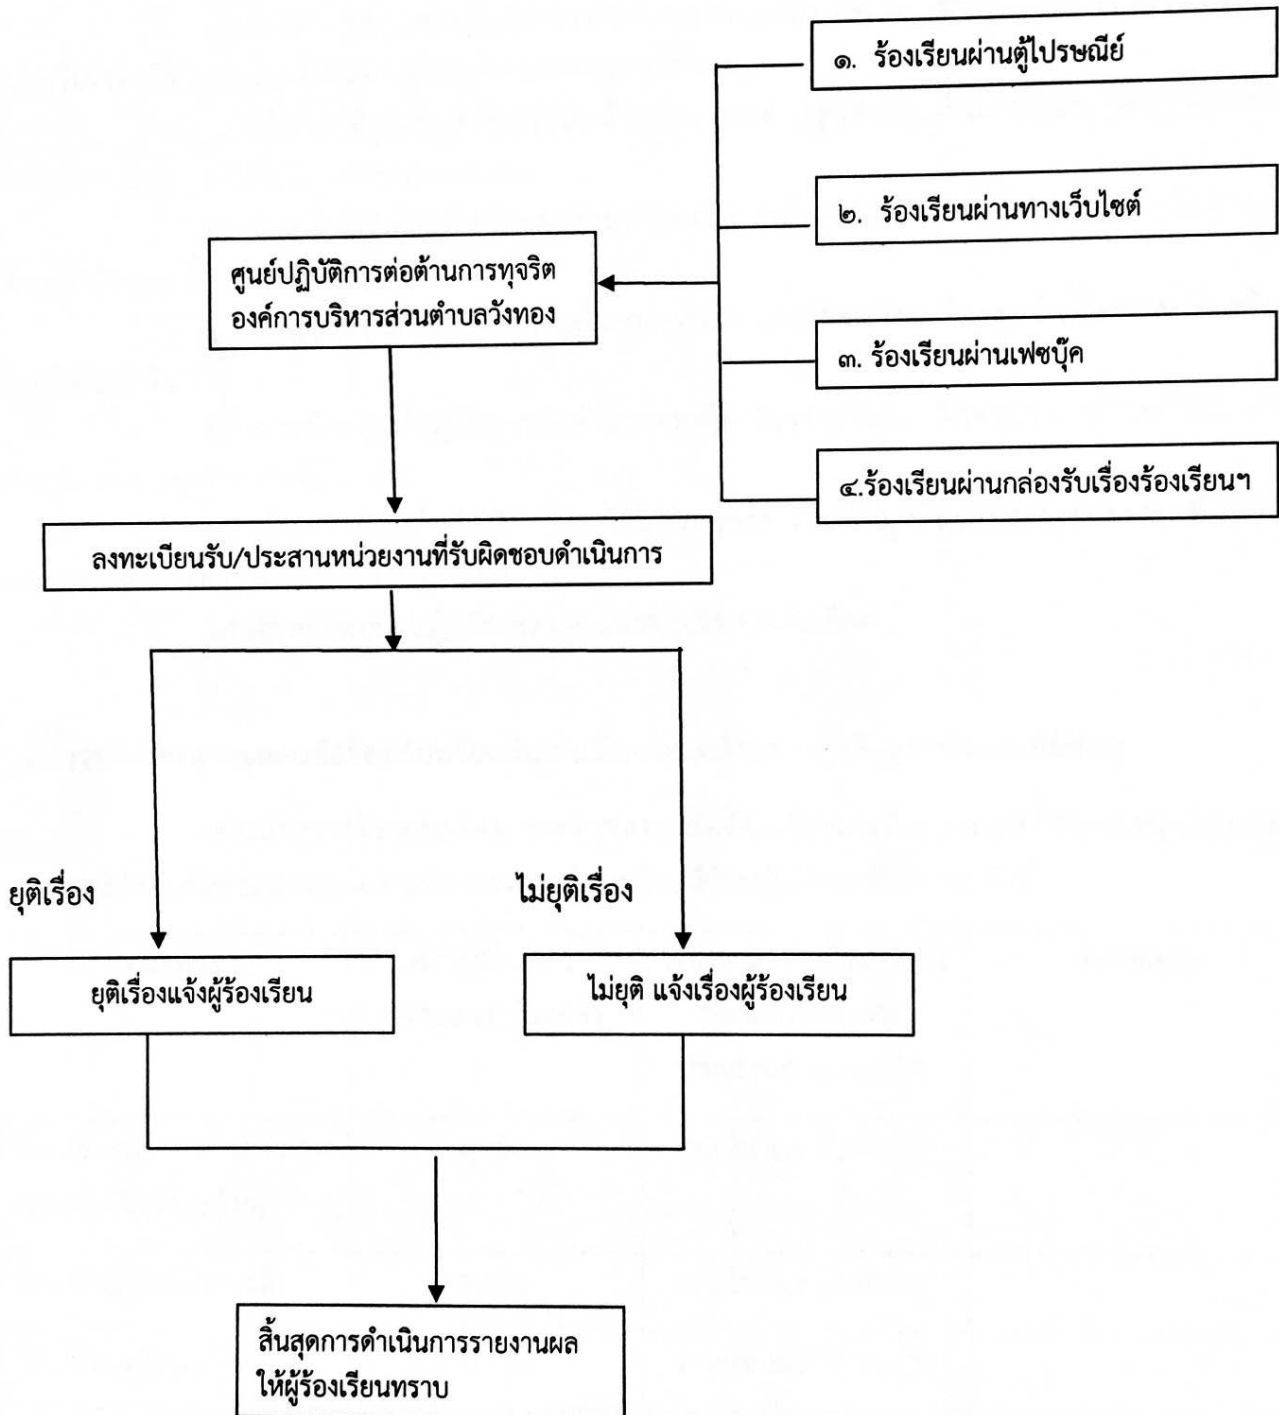 ๑. ร้องเรียนผ่านตู้ไปรษณีย์
๒. ร้องเรียนผ่านทางเว็บไซต์
ศูนย์ปฏิบัติการต่อต้านการทุจริต
องค์การบริหารส่วนตำบลวังทอง
๓. ร้องเรียนผ่านเฟซบุ๊ค
๔.ร้องเรียนผ่านกล่องรับเรื่องร้องเรียนฯ
ลงทะเบียนรับ/ประสานหน่วยงานที่รับผิดชอบดำเนินการ
ยุติเรื่อง
ไม่ยุติเรื่อง
ยุติเรื่องแจ้งผู้ร้องเรียน
ไม่ยุติ แจ้งเรื่องผู้ร้องเรียน
สิ้นสุดการดำเนินการรายงานผล
ให้ผู้ร้องเรียนทราบ